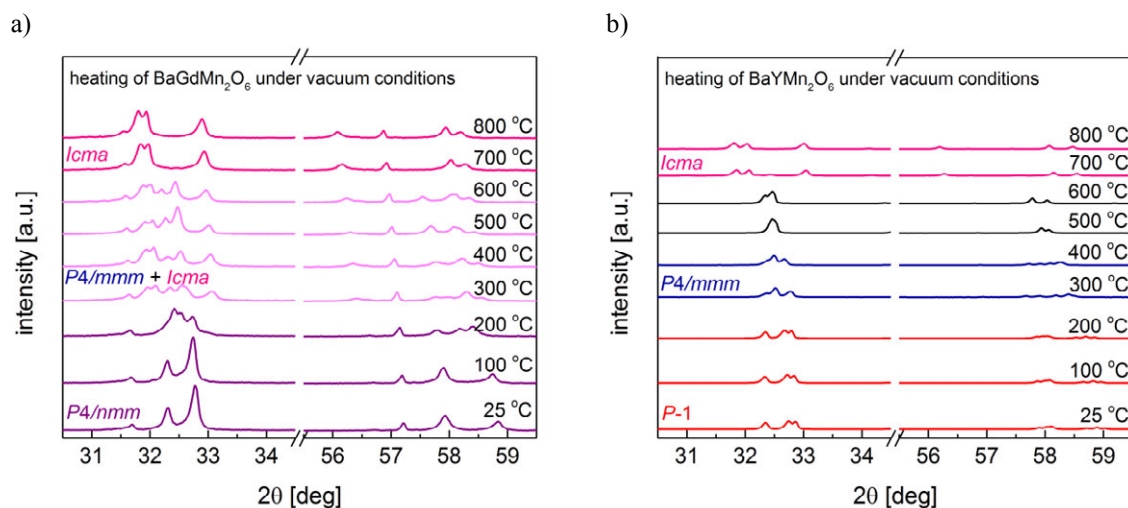 a)
heating of BaGdMn₂O₆ under vacuum conditions
800 °C
Icma
700 °C
600 °C
500 °C
400 °C
P4/mmm + Icma
300 °C
200 °C
100 °C
P4/nmm
25 °C
31 32 33 34 56 57 58 59
2θ [deg]
intensity [a.u.]
b)
heating of BaYMn₂O₆ under vacuum conditions
800 °C
Icma
700 °C
600 °C
500 °C
400 °C
P4/mmm
300 °C
200 °C
100 °C
P-1
25 °C
31 32 33 34 56 57 58 59
2θ [deg]
intensity [a.u.]